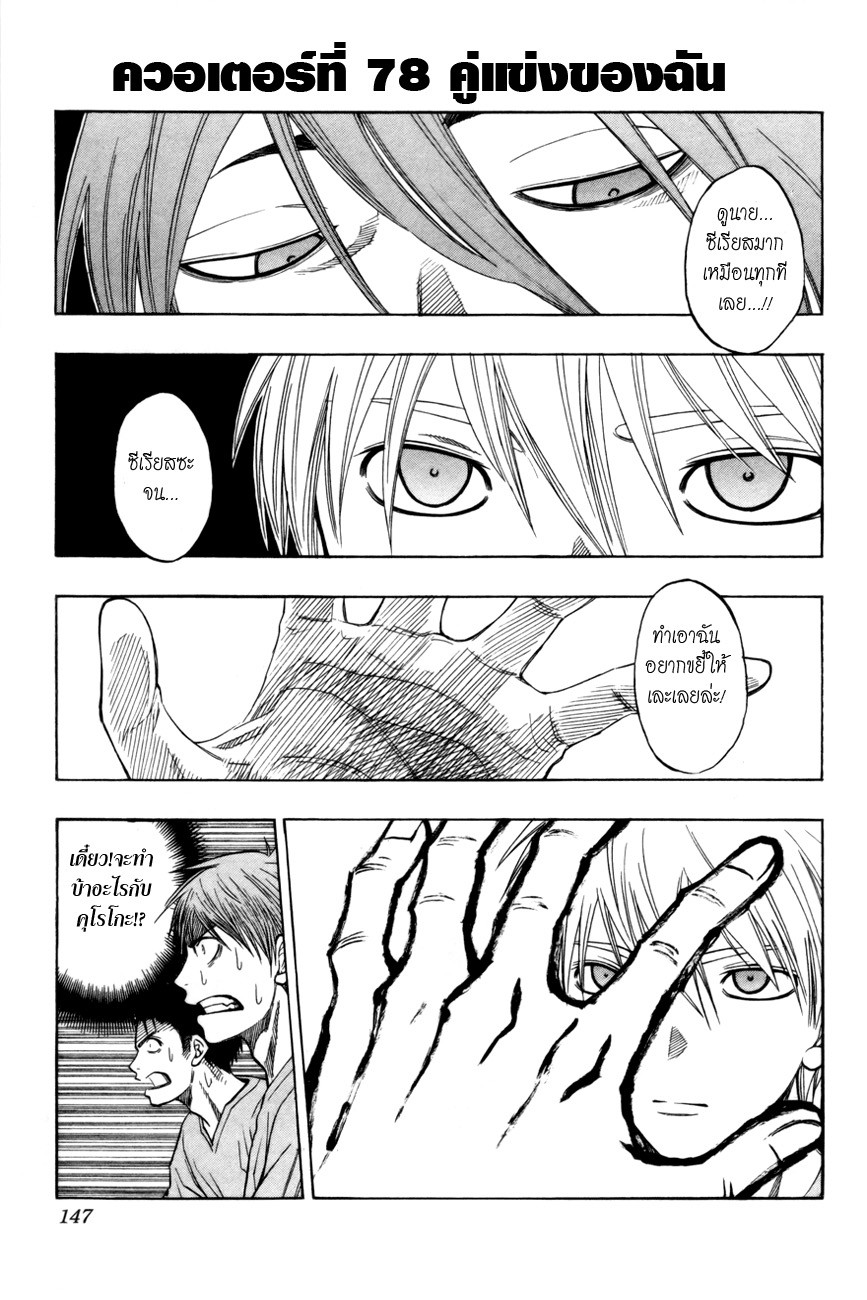 ควอเตอร์ที่ 78 คู่แข่งของฉัน
ดูนาย...
ซีเรียสมาก
เหมือนทุกที
เลย...!!
ซีเรียสซะ
จน...
ทำเอาฉัน
อยากขยี้ให้
เละเลยล่ะ!
เดี๋ยว!จะทำ
บ้าอะไรกับ
คุโรโกะ!?
147